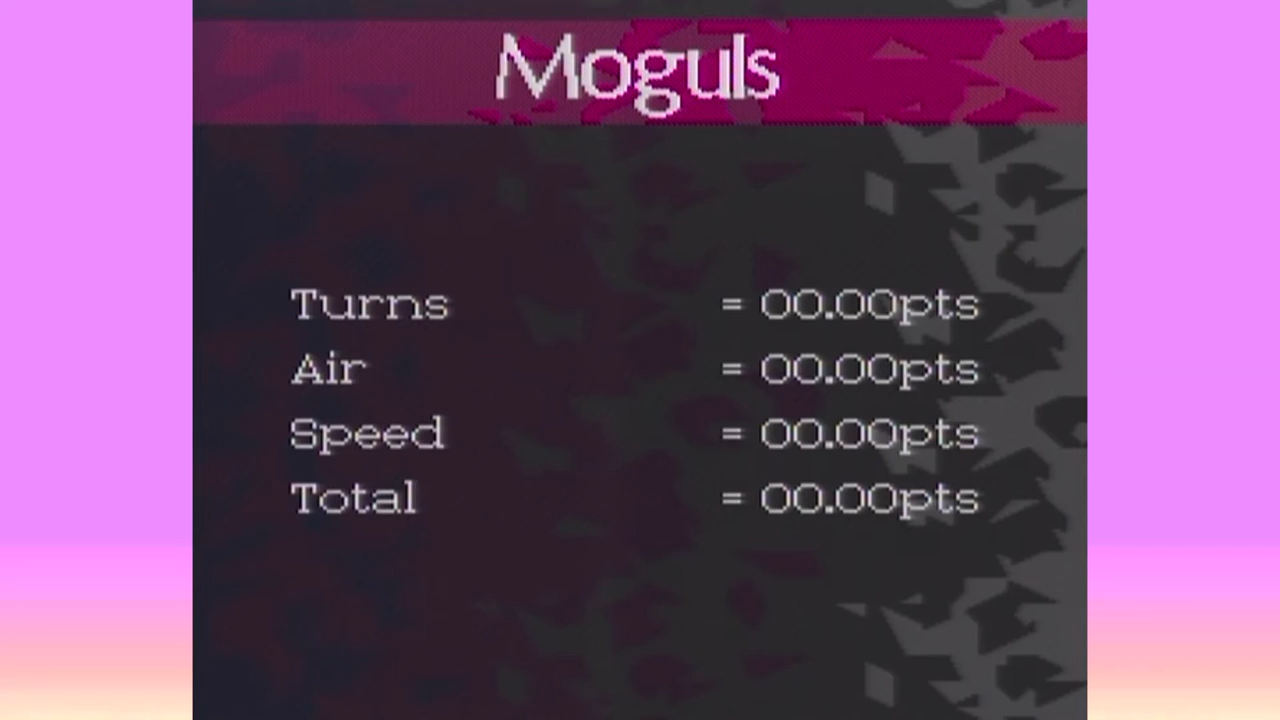 Moguls
Turns = 00.00pts
Air = 00.00pts
Speed = 00.00pts
Total = 00.00pts